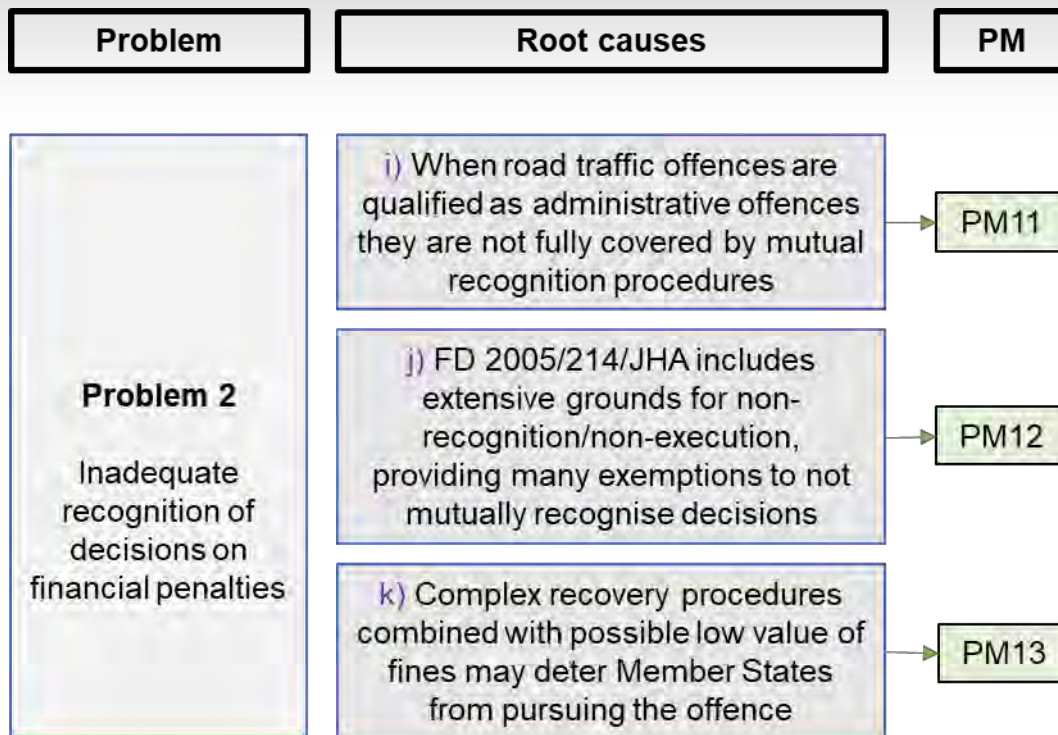 Problem
Root causes
PM
Problem 2
Inadequate
recognition of
decisions on
financial penalties
i) When road traffic offences are
qualified as administrative offences
they are not fully covered by mutual
recognition procedures
PM11
j) FD 2005/214/JHA includes
extensive grounds for non-
recognition/non-execution,
providing many exemptions to not
mutually recognise decisions
PM12
k) Complex recovery procedures
combined with possible low value of
fines may deter Member States
from pursuing the offence
PM13